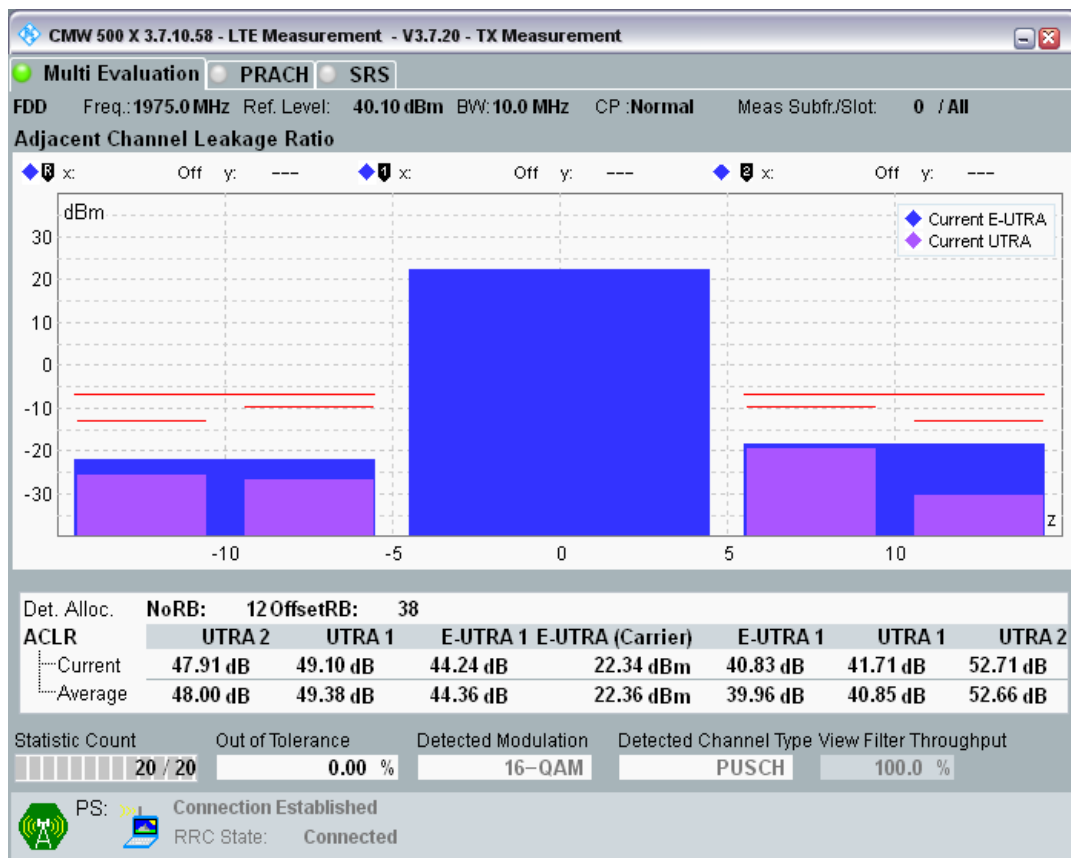 CMW 500 X 3.7.10.58 - LTE Measurement - V3.7.20 - TX Measurement
Multi Evaluation PRACH SRS
FDD Freq.:1975.0 MHz Ref. Level: 40.10 dBm BW:10.0 MHz CP :Normal Meas Subfr./Slot: 0 / All
Adjacent Channel Leakage Ratio
R x: Off y: --- 1 x: Off y: --- 2 x: Off y: ---
dBm
Current E-UTRA
Current UTRA
30
20
10
0
-10
-20
-30
z
-10 -5 0 5 10
Det. Alloc. NoRB: 12 OffsetRB: 38
ACLR UTRA 2 UTRA 1 E-UTRA 1 E-UTRA (Carrier) E-UTRA 1 UTRA 1 UTRA 2
Current 47.91 dB 49.10 dB 44.24 dB 22.34 dBm 40.83 dB 41.71 dB 52.71 dB
Average 48.00 dB 49.38 dB 44.36 dB 22.36 dBm 39.96 dB 40.85 dB 52.66 dB
Statistic Count Out of Tolerance Detected Modulation Detected Channel Type View Filter Throughput
20 / 20 0.00 % 16-QAM PUSCH 100.0 %
PS: Connection Established
RRC State: Connected